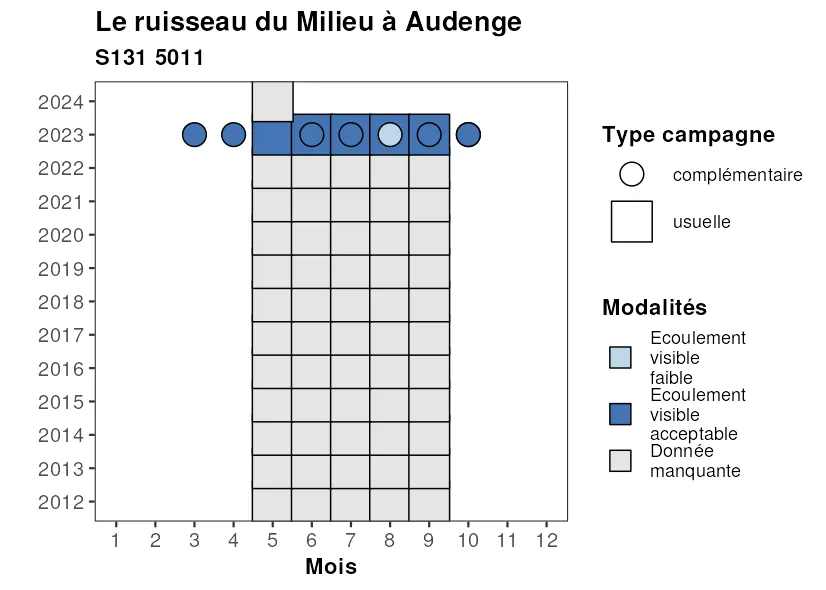 Le ruisseau du Milieu à Audenge
S131 5011
2024
2023
2022
2021
2020
2019
2018
2017
2016
2015
2014
2013
2012
1 2 3 4 5 6 7 8 9 10 11 12
Mois
Type campagne
complémentaire
usuelle
Modalités
Ecoulement
visible
faible
Ecoulement
visible
acceptable
Donnée
manquante